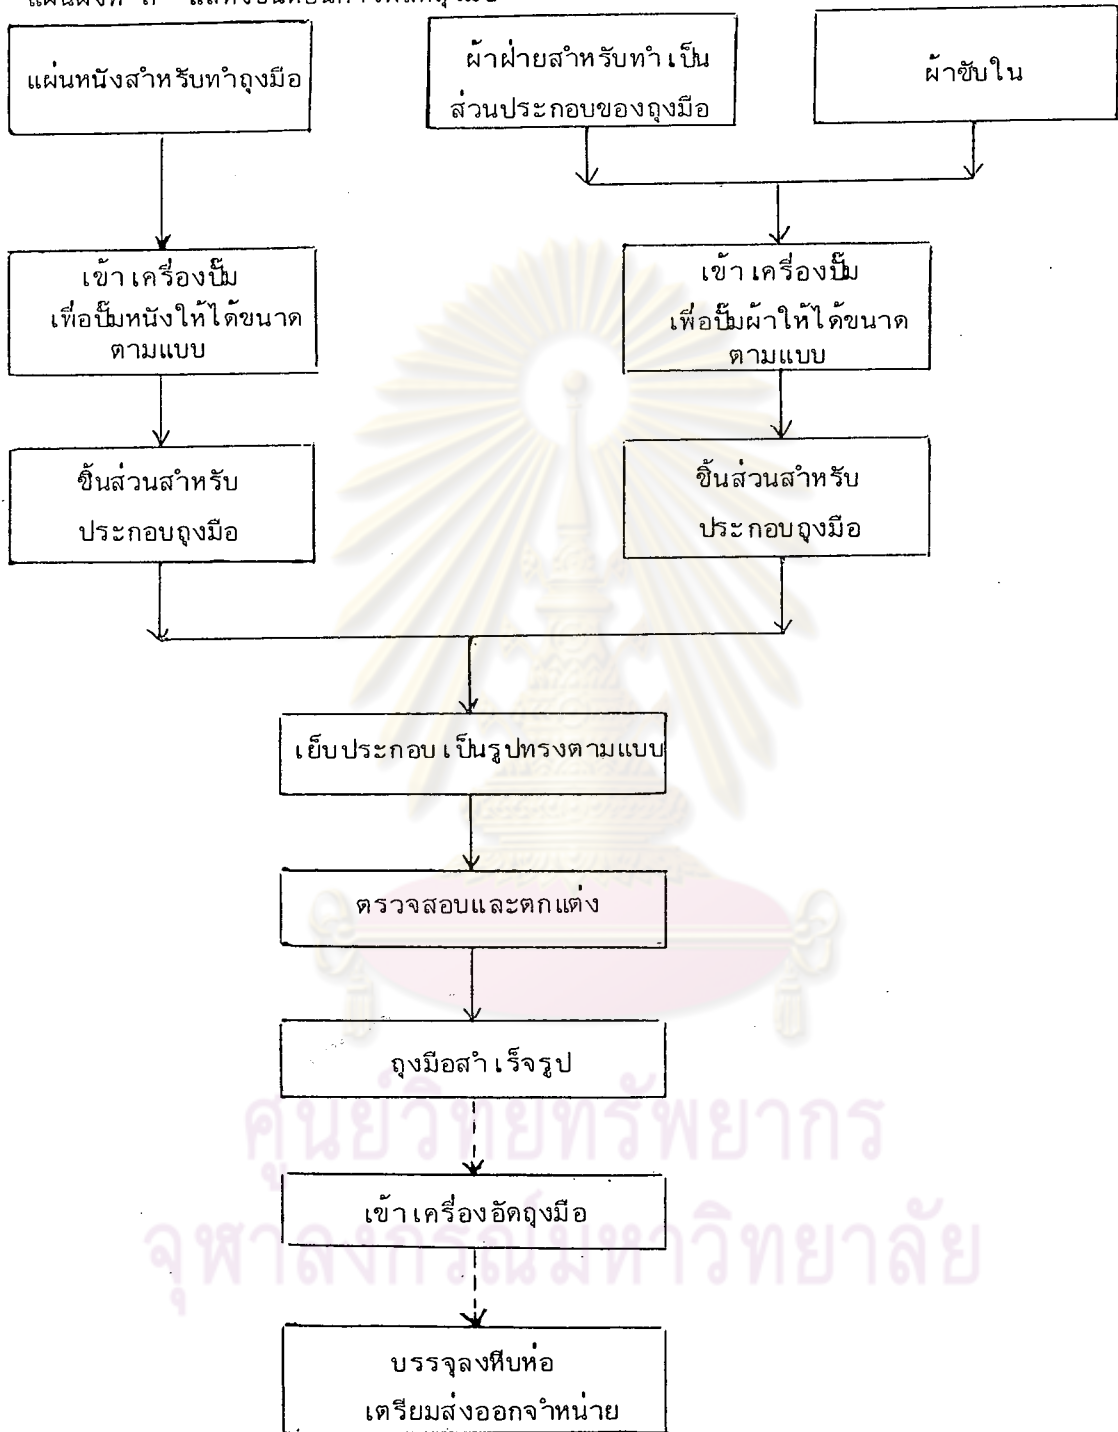 แผ่นหนังสำหรับทำถุงมือ
ผ้าฝ่ายสำหรับทำเป็น
ส่วนประกอบของถุงมือ
ผ้าซับใน
เข้าเครื่องปั๊ม
เพื่อปั๊มหนังให้ได้ขนาด
ตามแบบ
เข้าเครื่องปั๊ม
เพื่อปั๊มผ้าให้ได้ขนาด
ตามแบบ
ชิ้นส่วนสำหรับ
ประกอบถุงมือ
ชิ้นส่วนสำหรับ
ประกอบถุงมือ
เย็บประกอบเป็นรูปทรงตามแบบ
ตรวจสอบและตกแต่ง
ถุงมือสำเร็จรูป
ศูนย์วิทยทรัพยากร
เข้าเครื่องอัดถุงมือ
จุฬาลงกรณ์มหาวิทยาลัย
บรรจุลงหีบห่อ
เตรียมส่งออกจำหน่าย